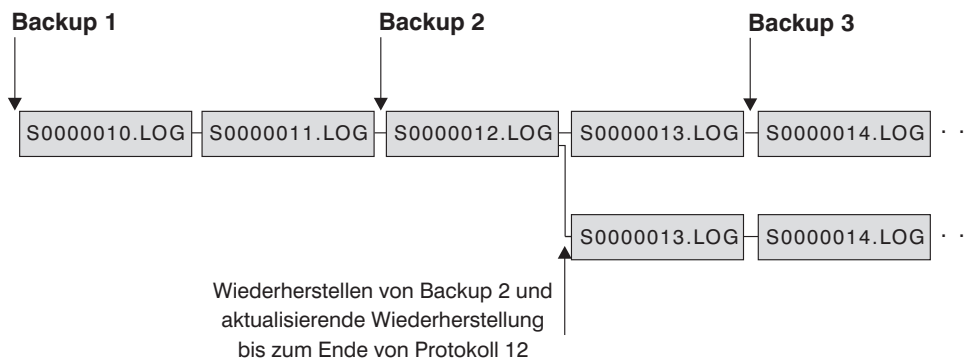 Backup 1 Backup 2 Backup 3
S0000010.LOG S0000011.LOG S0000012.LOG S0000013.LOG S0000014.LOG . .
S0000013.LOG S0000014.LOG . .
Wiederherstellen von Backup 2 und
aktualisierende Wiederherstellung
bis zum Ende von Protokoll 12